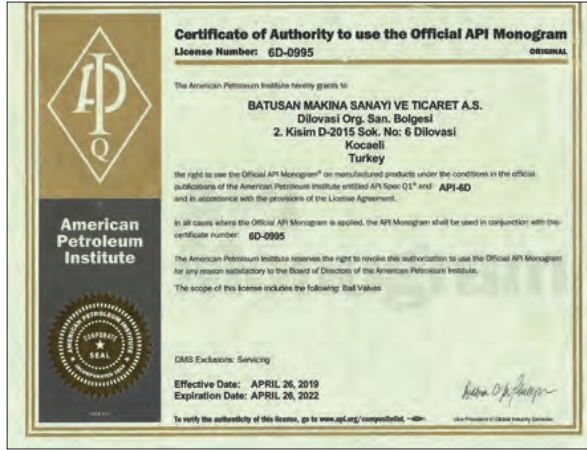 Certificate of Authority to use the Official API Monogram
License Number: 6D-0995
ORIGINAL
The American Petroleum Institute hereby grants to
BATUSAN MAKINA SANAYI VE TICARET A.S.
Dilovasi Org. San. Bolgesi
2. Kisim D-2015 Sok. No: 6 Dilovasi
Kocaeli
Turkey
the right to use the Official API Monogram® on manufactured products under the conditions in the official
publications of the American Petroleum Institute entitled API Spec Q1® and API-6D
and in accordance with the provisions of the License Agreement.
In all cases where the Official API Monogram is applied, the API Monogram shall be used in conjunction with this
certificate number: 6D-0995
The American Petroleum Institute reserves the right to revoke this authorization to use the Official API Monogram
for any reason satisfactory to the Board of Directors of the American Petroleum Institute.
The scope of this license includes the following: Ball Valves
QMS Exclusions: Servicing
Effective Date: APRIL 26, 2019
Expiration Date: APRIL 26, 2022
To verify the authenticity of this license, go to www.api.org/compositelist.
Vice President of Global Industry Services
API
Q
American
Petroleum
Institute
AMERICAN PETROLEUM INSTITUTE
CORPORATE
SEAL
INCORPORATED